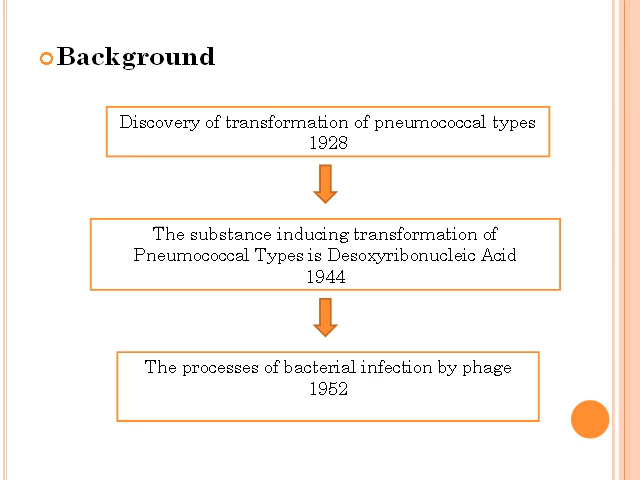 Background
Discovery of transformation of pneumococcal types
1928
The substance inducing transformation of
Pneumococcal Types is Desoxyribonucleic Acid
1944
The processes of bacterial infection by phage
1952